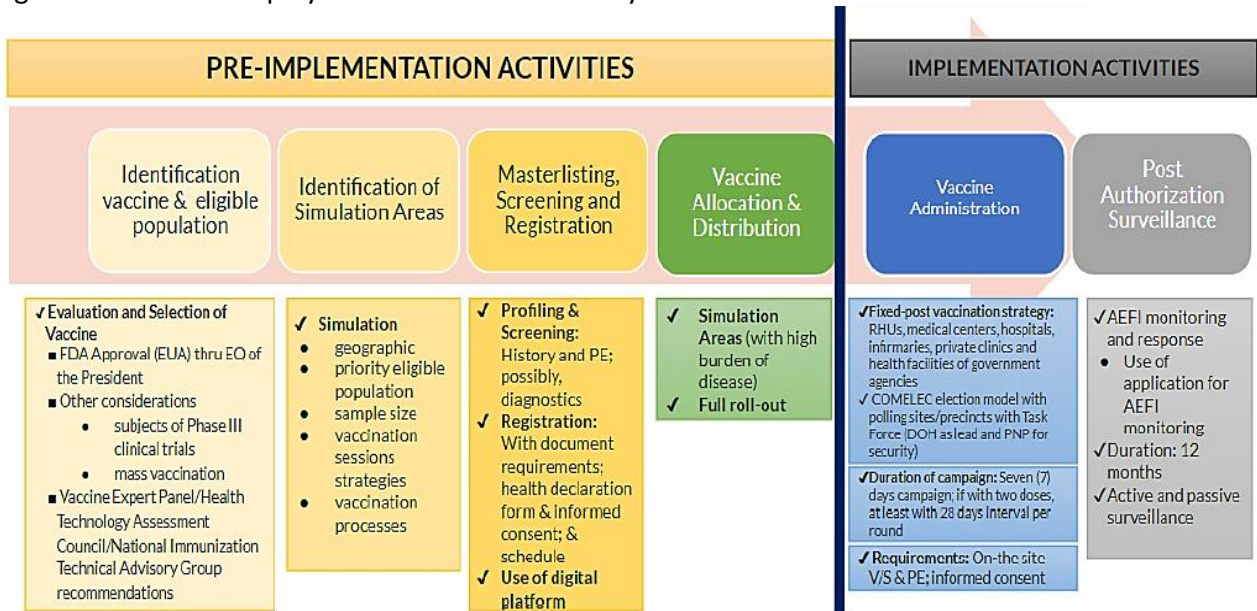 PRE-IMPLEMENTATION ACTIVITIES
IMPLEMENTATION ACTIVITIES
Identification
vaccine & eligible
population
Identification of
Simulation Areas
Masterlisting,
Screening and
Registration
Vaccine
Allocation &
Distribution
Vaccine
Administration
Post
Authorization
Surveillance
✓ Evaluation and Selection of
Vaccine
■ FDA Approval (EUA) thru EO of
the President
■ Other considerations
● subjects of Phase III
clinical trials
● mass vaccination
■ Vaccine Expert Panel/Health
Technology Assessment
Council/National Immunization
Technical Advisory Group
recommendations
✓ Simulation
● geographic
● priority eligible
population
● sample size
● vaccination
sessions
strategies
● vaccination
processes
✓ Profiling &
Screening:
History and PE;
possibly,
diagnostics
✓ Registration:
With document
requirements;
health declaration
form & informed
consent; &
schedule
✓ Use of digital
platform
✓ Simulation
Areas (with high
burden of
disease)
✓ Full roll-out
✓Fixed-post vaccination strategy:
RHUs, medical centers, hospitals,
infirmaries, private clinics and
health facilities of government
agencies
✓ COMELEC election model with
polling sites/precincts with Task
Force (DOH as lead and PNP for
security)
✓Duration of campaign: Seven (7)
days campaign; if with two doses,
at least with 28 days interval per
round
✓Requirements: On-the site
V/S & PE; informed consent
✓AEFI monitoring
and response
● Use of
application for
AEFI
monitoring
✓Duration: 12
months
✓Active and passive
surveillance